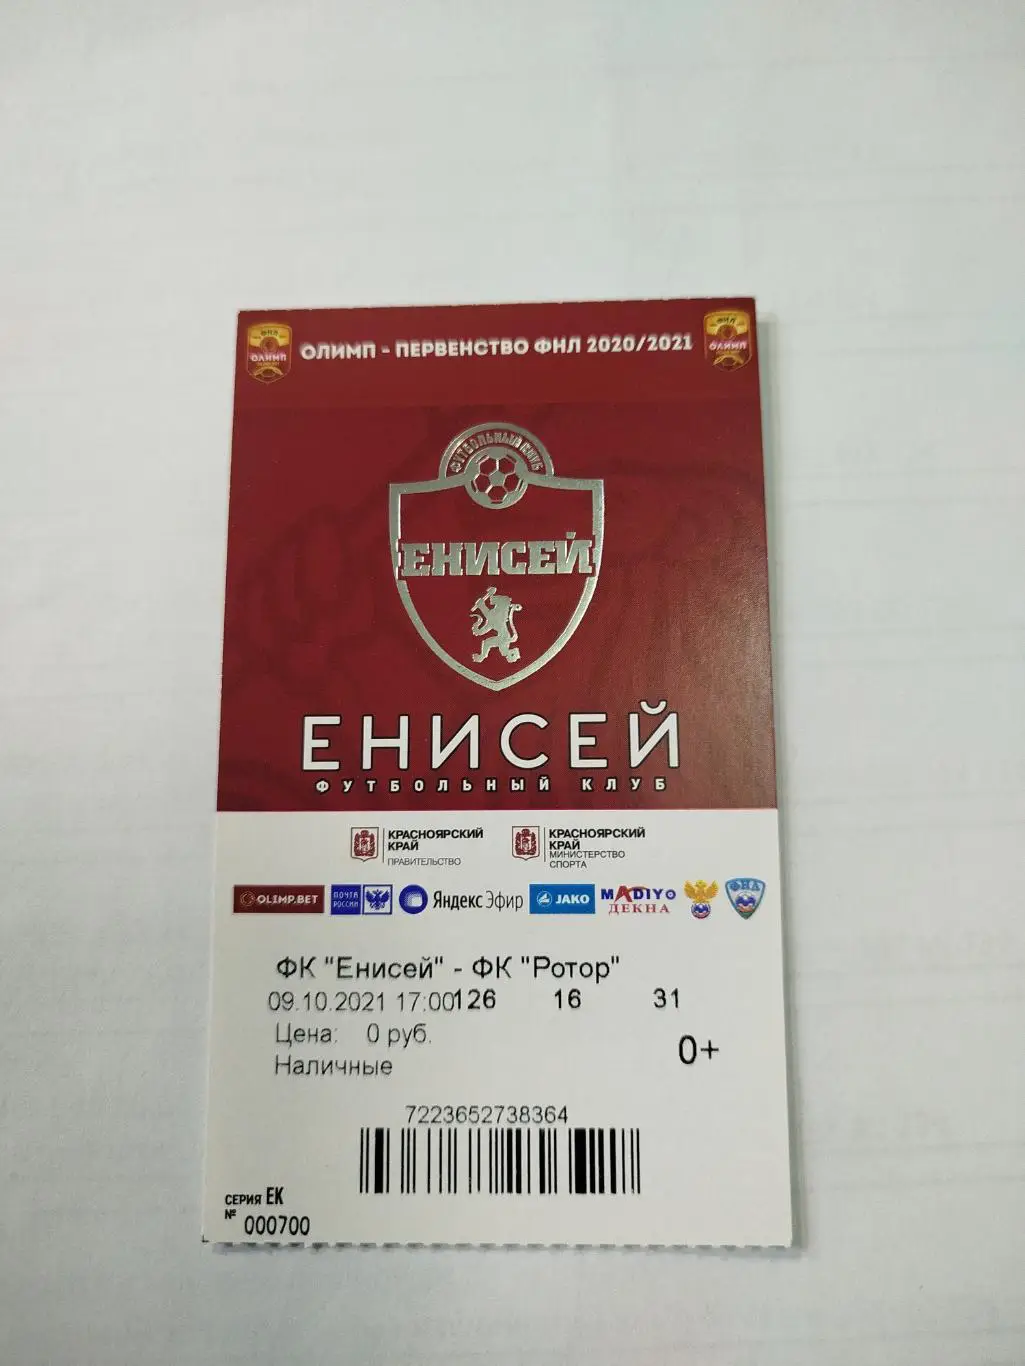 ФНЛ
ОЛИМП
ОЛИМП - ПЕРВЕНСТВО ФНЛ 2020/2021
ФНЛ
ОЛИМП
ФУТБОЛЬНЫЙ КЛУБ
ЕНИСЕЙ
ЕНИСЕЙ
ФУТБОЛЬНЫЙ КЛУБ
КРАСНОЯРСКИЙ КРАЙ
ПРАВИТЕЛЬСТВО
КРАСНОЯРСКИЙ КРАЙ
МИНИСТЕРСТВО СПОРТА
OLIMP.BET ПОЧТА РОССИИ Яндекс Эфир JAKO MADIYO ДЕКНА ФНЛ
ФК "Енисей" - ФК "Ротор"
09.10.2021 17:00 126 16 31
Цена: 0 руб.
0+
Наличные
7223652738364
СЕРИЯ ЕК
№ 000700